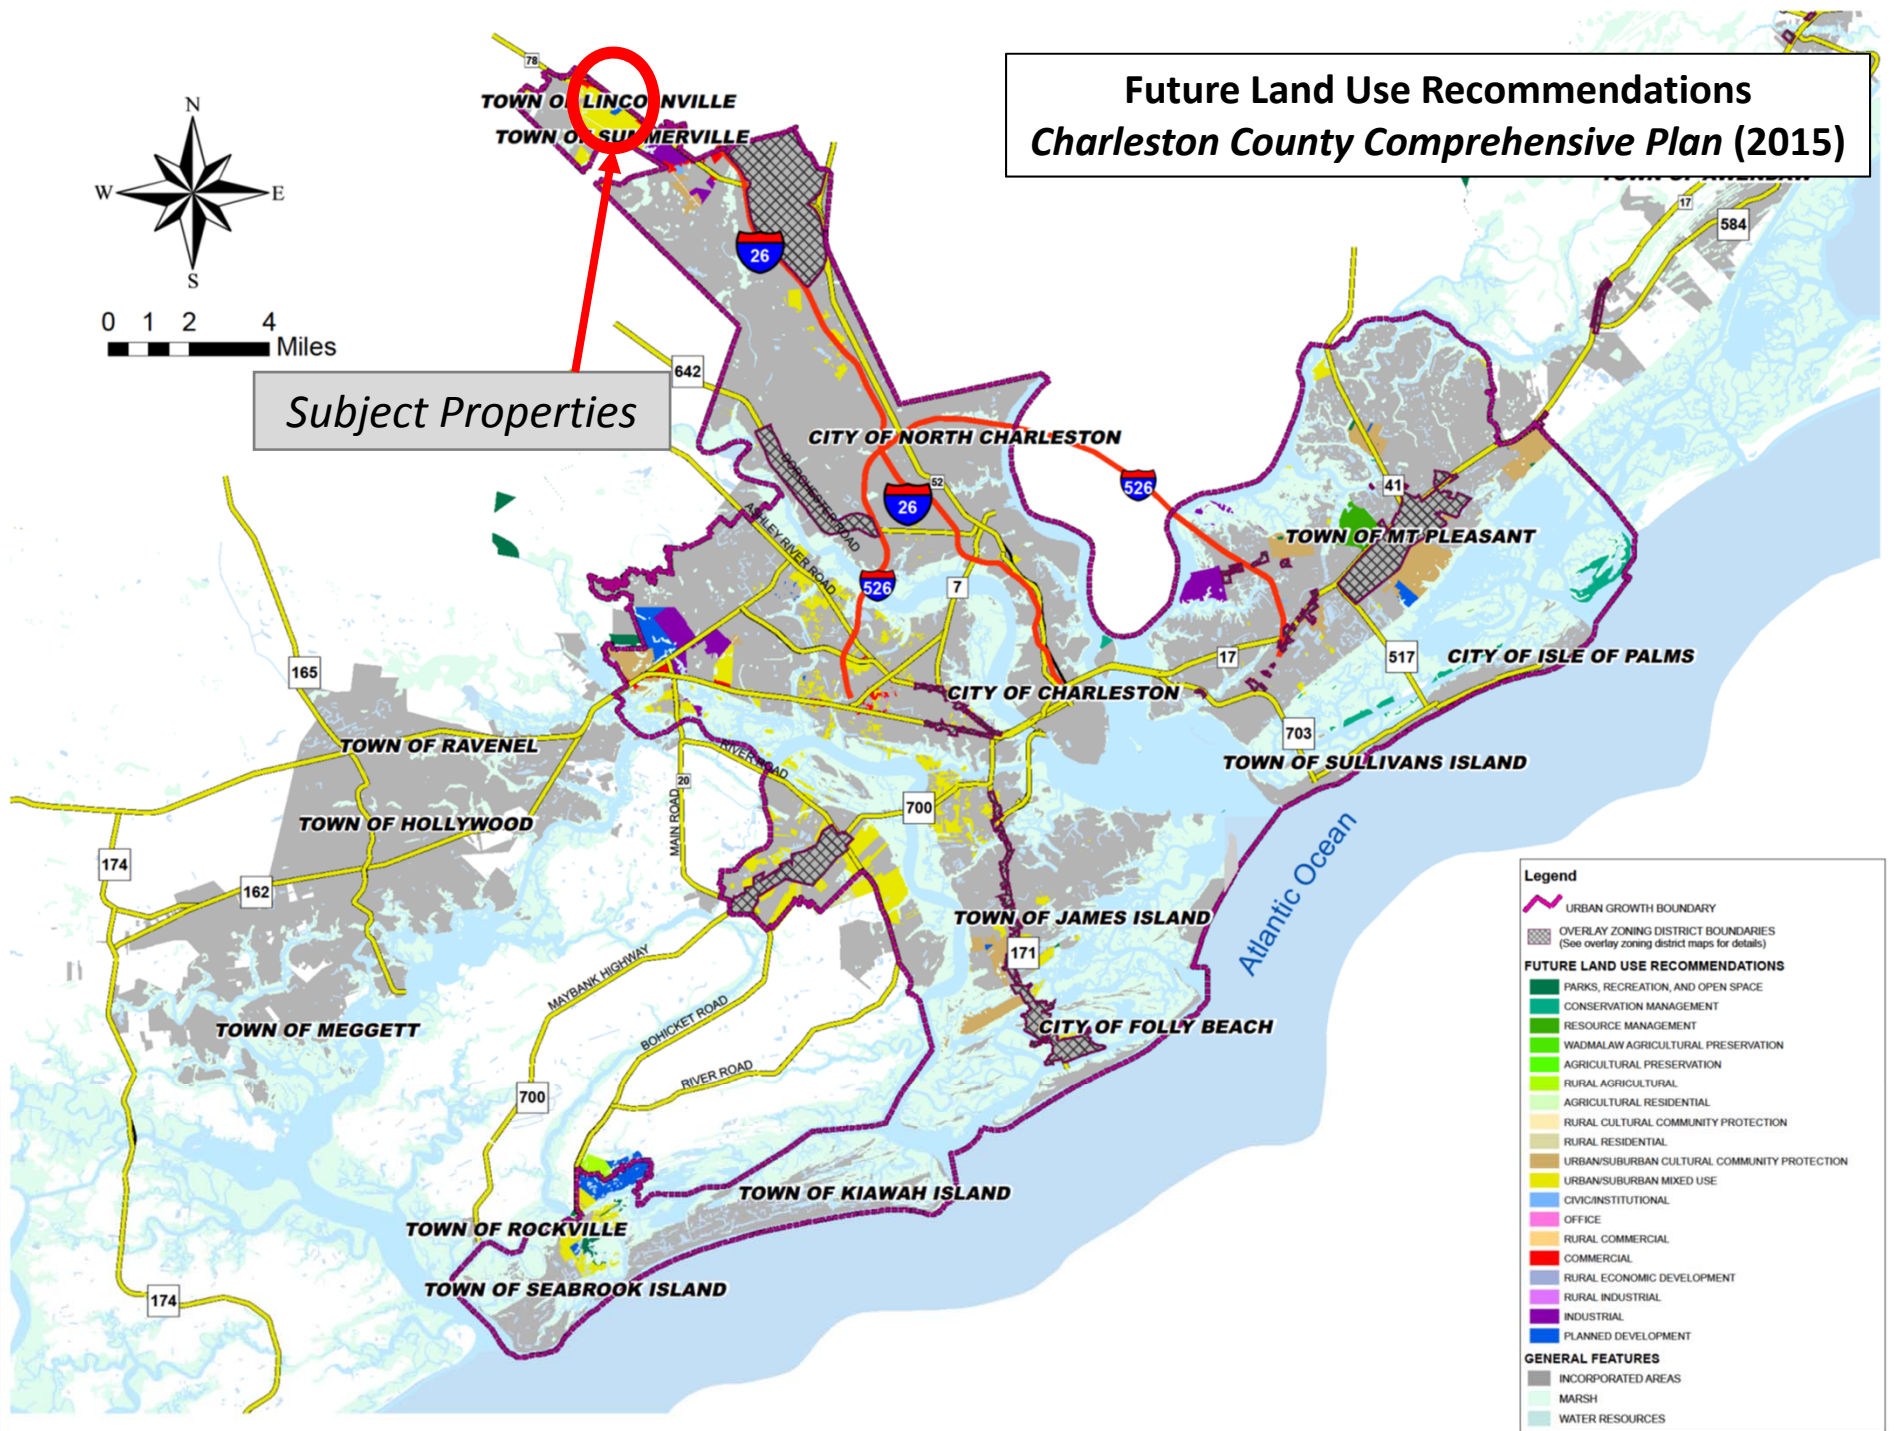 Future Land Use Recommendations
Charleston County Comprehensive Plan (2015)
78
TOWN OF LINCOLNVILLE
TOWN OF SUMMERVILLE
N
W
E
S
0 1 2 4
Miles
Subject Properties
26
642
17
584
CITY OF NORTH CHARLESTON
DORCHESTER ROAD
52
26
526
41
ASHLEY RIVER ROAD
TOWN OF MT PLEASANT
526
7
165
17
517
CITY OF ISLE OF PALMS
CITY OF CHARLESTON
703
TOWN OF RAVENEL
RIVER ROAD
TOWN OF SULLIVANS ISLAND
20
MAIN ROAD
700
TOWN OF HOLLYWOOD
174
162
Atlantic Ocean
TOWN OF JAMES ISLAND
171
MAYBANK HIGHWAY
BOHICKET ROAD
TOWN OF MEGGETT
CITY OF FOLLY BEACH
RIVER ROAD
700
TOWN OF KIAWAH ISLAND
TOWN OF ROCKVILLE
TOWN OF SEABROOK ISLAND
174
Legend
URBAN GROWTH BOUNDARY
OVERLAY ZONING DISTRICT BOUNDARIES
(See overlay zoning district maps for details)
FUTURE LAND USE RECOMMENDATIONS
PARKS, RECREATION, AND OPEN SPACE
CONSERVATION MANAGEMENT
RESOURCE MANAGEMENT
WADMALAW AGRICULTURAL PRESERVATION
AGRICULTURAL PRESERVATION
RURAL AGRICULTURAL
AGRICULTURAL RESIDENTIAL
RURAL CULTURAL COMMUNITY PROTECTION
RURAL RESIDENTIAL
URBAN/SUBURBAN CULTURAL COMMUNITY PROTECTION
URBAN/SUBURBAN MIXED USE
CIVIC/INSTITUTIONAL
OFFICE
RURAL COMMERCIAL
COMMERCIAL
RURAL ECONOMIC DEVELOPMENT
RURAL INDUSTRIAL
INDUSTRIAL
PLANNED DEVELOPMENT
GENERAL FEATURES
INCORPORATED AREAS
MARSH
WATER RESOURCES